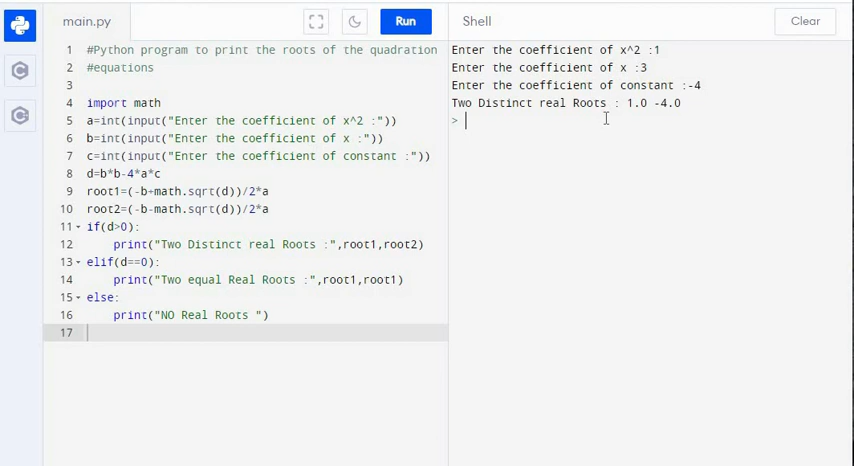 main.py
Run
Shell
Clear
1 #Python program to print the roots of the quadration
2 #equations
3
4 import math
5 a=int(input("Enter the coefficient of x^2 :"))
6 b=int(input("Enter the coefficient of x :"))
7 c=int(input("Enter the coefficient of constant :"))
8 d=b*b-4*a*c
9 root1=(-b+math.sqrt(d))/2*a
10 root2=(-b-math.sqrt(d))/2*a
11 if(d>0):
12 print("Two Distinct real Roots :",root1,root2)
13 elif(d==0):
14 print("Two equal Real Roots :",root1,root1)
15 else:
16 print("NO Real Roots ")
17
Enter the coefficient of x^2 :1
Enter the coefficient of x :3
Enter the coefficient of constant :-4
Two Distinct real Roots : 1.0 -4.0
>